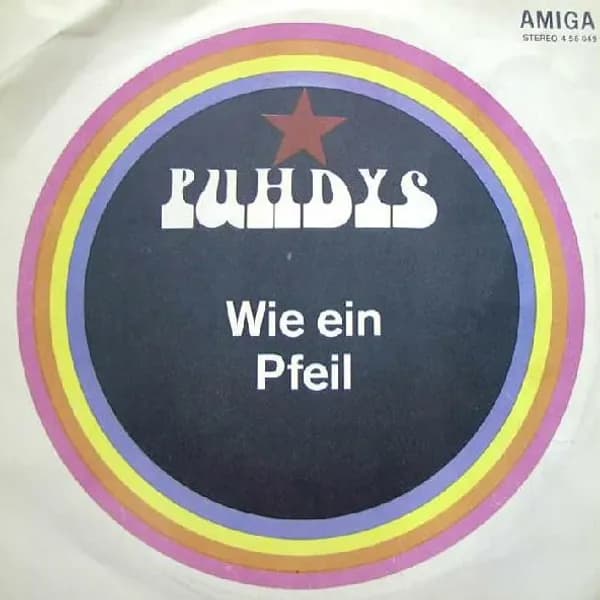 AMIGA
STEREO 4 56 049
PUHDYS
Wie ein
Pfeil